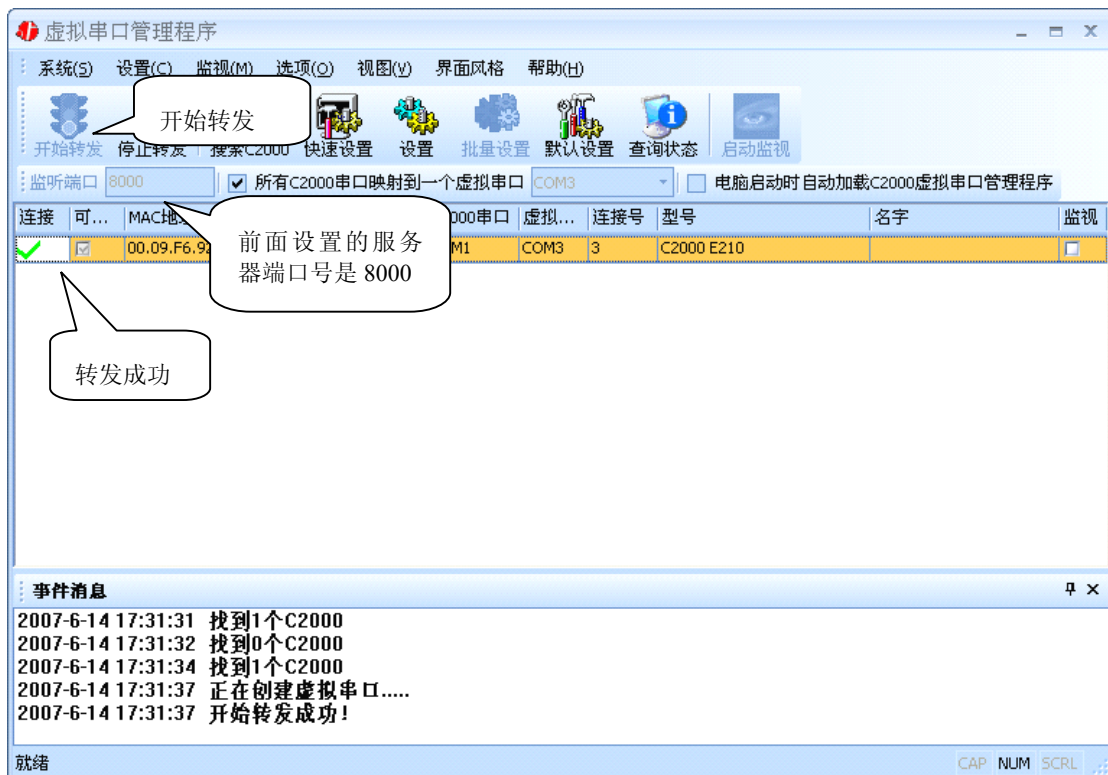 虚拟串口管理程序
系统(S) 设置(C) 监视(M) 选项(O) 视图(V) 界面风格 帮助(H)
开始转发
开始转发 停止转发 搜索C2000 快速设置 设置 批量设置 默认设置 查询状态 启动监视
监听端口 8000 所有C2000串口映射到一个虚拟串口 COM3 电脑启动时自动加载C2000虚拟串口管理程序
连接 可... MAC地 000串口 虚拟... 连接号 型号 名字 监视
00.09.F6.92 M1 COM3 3 C2000 E210
前面设置的服务
器端口号是 8000
转发成功
事件消息
2007-6-14 17:31:31 找到1个C2000
2007-6-14 17:31:32 找到0个C2000
2007-6-14 17:31:34 找到1个C2000
2007-6-14 17:31:37 正在创建虚拟串口.....
2007-6-14 17:31:37 开始转发成功!
就绪 CAP NUM SCRL